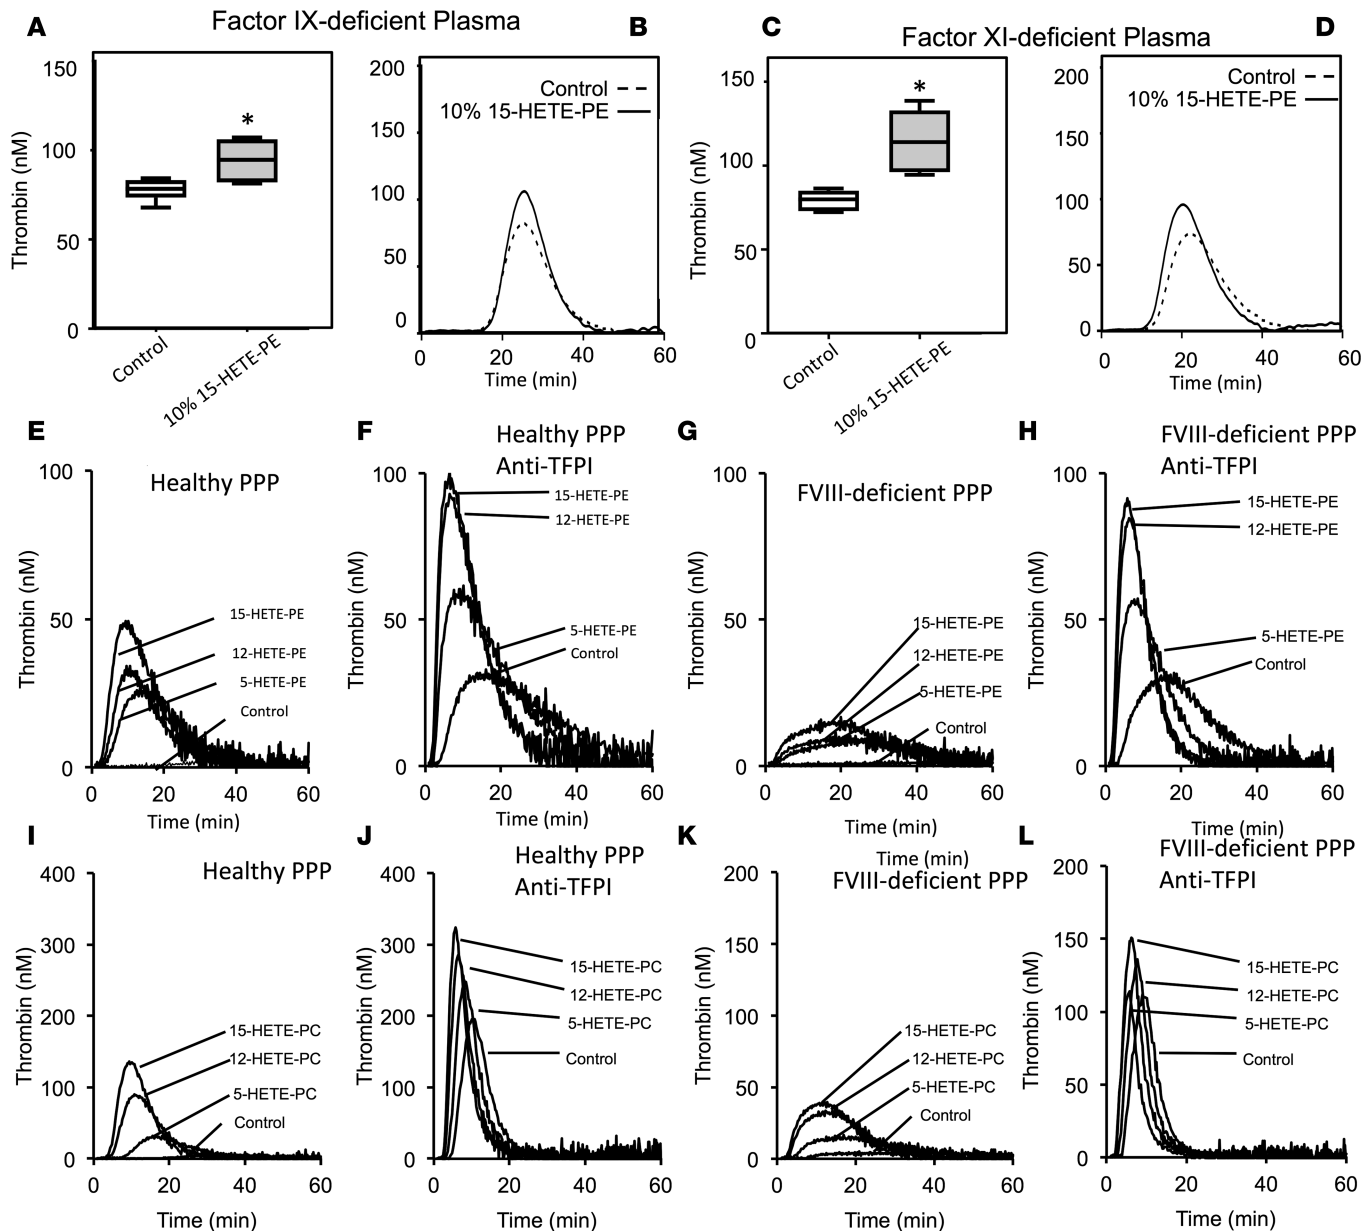 A
Factor IX-deficient Plasma
B
C
Factor XI-deficient Plasma
D
150
100
50
0
Thrombin (nM)
*
Control
10% 15-HETE-PE
200
150
100
50
0
Control
10% 15-HETE-PE
0
20
40
60
Time (min)
150
100
50
0
Thrombin (nM)
*
Control
10% 15-HETE-PE
200
150
100
50
0
Control
10% 15-HETE-PE
0
20
40
60
Time (min)
E
Healthy PPP
100
50
0
Thrombin (nM)
15-HETE-PE
12-HETE-PE
5-HETE-PE
Control
0
20
40
60
Time (min)
F
Healthy PPP
Anti-TFPI
100
50
0
Thrombin (nM)
15-HETE-PE
12-HETE-PE
5-HETE-PE
Control
0
20
40
60
Time (min)
G
FVIII-deficient PPP
100
50
0
Thrombin (nM)
15-HETE-PE
12-HETE-PE
5-HETE-PE
Control
0
20
40
60
Time (min)
H
FVIII-deficient PPP
Anti-TFPI
100
50
0
Thrombin (nM)
15-HETE-PE
12-HETE-PE
5-HETE-PE
Control
0
20
40
60
Time (min)
I
Healthy PPP
400
300
200
100
0
Thrombin (nM)
15-HETE-PC
12-HETE-PC
5-HETE-PC
Control
0
20
40
60
Time (min)
J
Healthy PPP
Anti-TFPI
400
300
200
100
0
Thrombin (nM)
15-HETE-PC
12-HETE-PC
5-HETE-PC
Control
0
20
40
60
Time (min)
K
Time (min)
FVIII-deficient PPP
200
150
100
50
0
Thrombin (nM)
15-HETE-PC
12-HETE-PC
5-HETE-PC
Control
0
20
40
60
Time (min)
L
FVIII-deficient PPP
Anti-TFPI
200
150
100
50
0
Thrombin (nM)
15-HETE-PC
12-HETE-PC
5-HETE-PC
Control
0
20
40
60
Time (min)